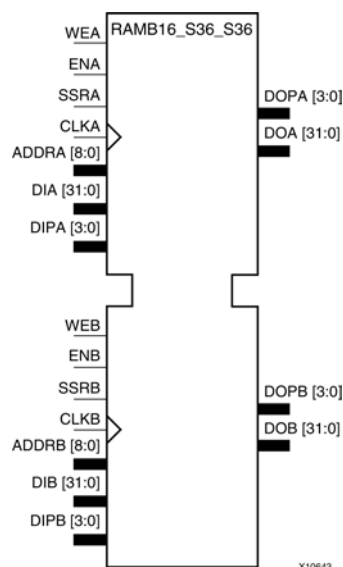 WEA
RAMB16_S36_S36
ENA
SSRA
CLKA
ADDRA [8:0]
DIA [31:0]
DIPA [3:0]
DOPA [3:0]
DOA [31:0]
WEB
ENB
SSRB
CLKB
ADDRB [8:0]
DIB [31:0]
DIPB [3:0]
DOPB [3:0]
DOB [31:0]